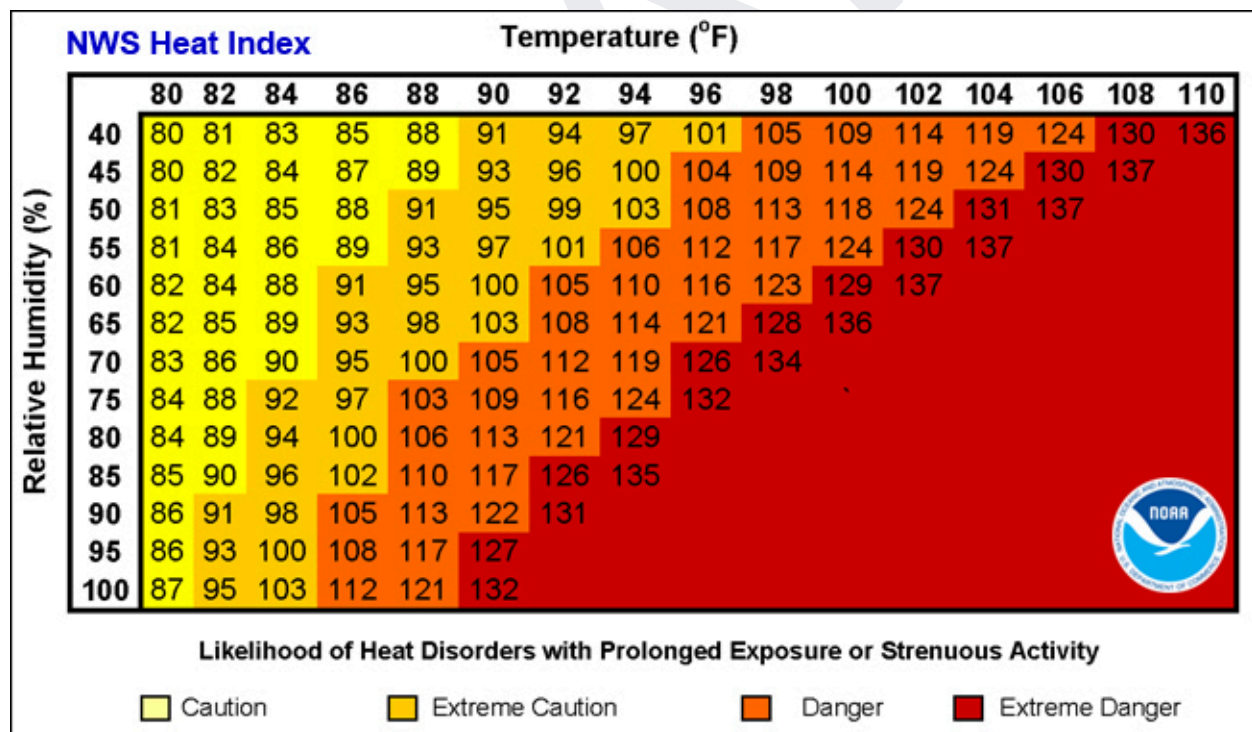 NWS Heat Index Temperature (°F)
80 82 84 86 88 90 92 94 96 98 100 102 104 106 108 110
Relative Humidity (%)
40 80 81 83 85 88 91 94 97 101 105 109 114 119 124 130 136
45 80 82 84 87 89 93 96 100 104 109 114 119 124 130 137
50 81 83 85 88 91 95 99 103 108 113 118 124 131 137
55 81 84 86 89 93 97 101 106 112 117 124 130 137
60 82 84 88 91 95 100 105 110 116 123 129 137
65 82 85 89 93 98 103 108 114 121 128 136
70 83 86 90 95 100 105 112 119 126 134
75 84 88 92 97 103 109 116 124 132 `
80 84 89 94 100 106 113 121 129
85 85 90 96 102 110 117 126 135
90 86 91 98 105 113 122 131
95 86 93 100 108 117 127
100 87 95 103 112 121 132
NATIONAL OCEANIC AND ATMOSPHERIC ADMINISTRATION
NOAA
U.S. DEPARTMENT OF COMMERCE
Likelihood of Heat Disorders with Prolonged Exposure or Strenuous Activity
Caution Extreme Caution Danger Extreme Danger